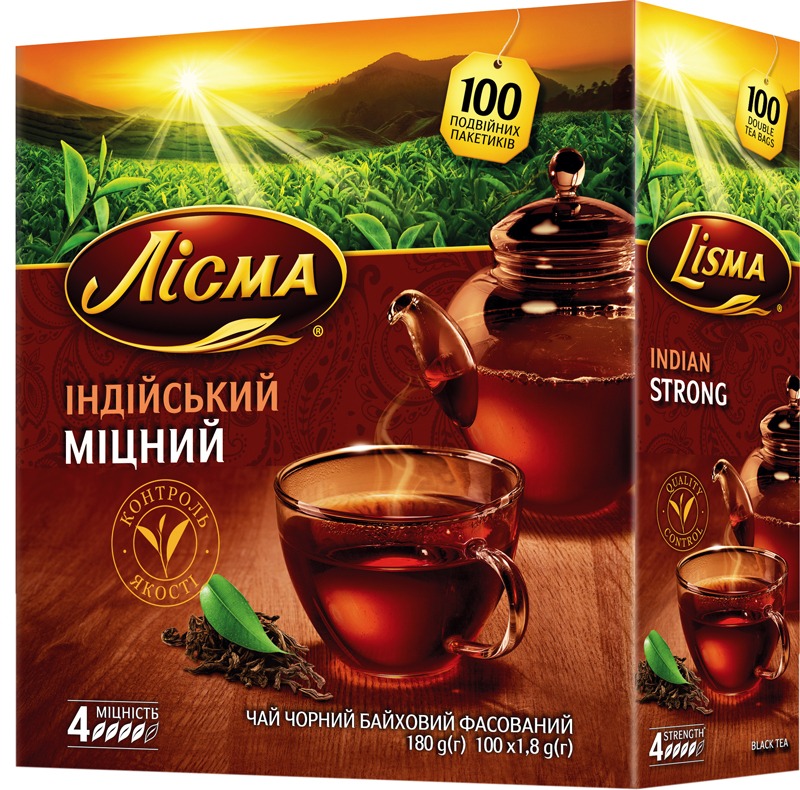 100
ПОДВІЙНИХ
ПАКЕТИКІВ
Лісма
®
ІНДІЙСЬКИЙ
МІЦНИЙ
КОНТРОЛЬ
ЯКОСТІ
4 МІЦНІСТЬ
ЧАЙ ЧОРНИЙ БАЙХОВИЙ ФАСОВАНИЙ
180 g(г) 100 x1,8 g(г)
100
DOUBLE
TEA BAGS
Lisma
®
INDIAN
STRONG
QUALITY
CONTROL
4 STRENGTH
BLACK TEA